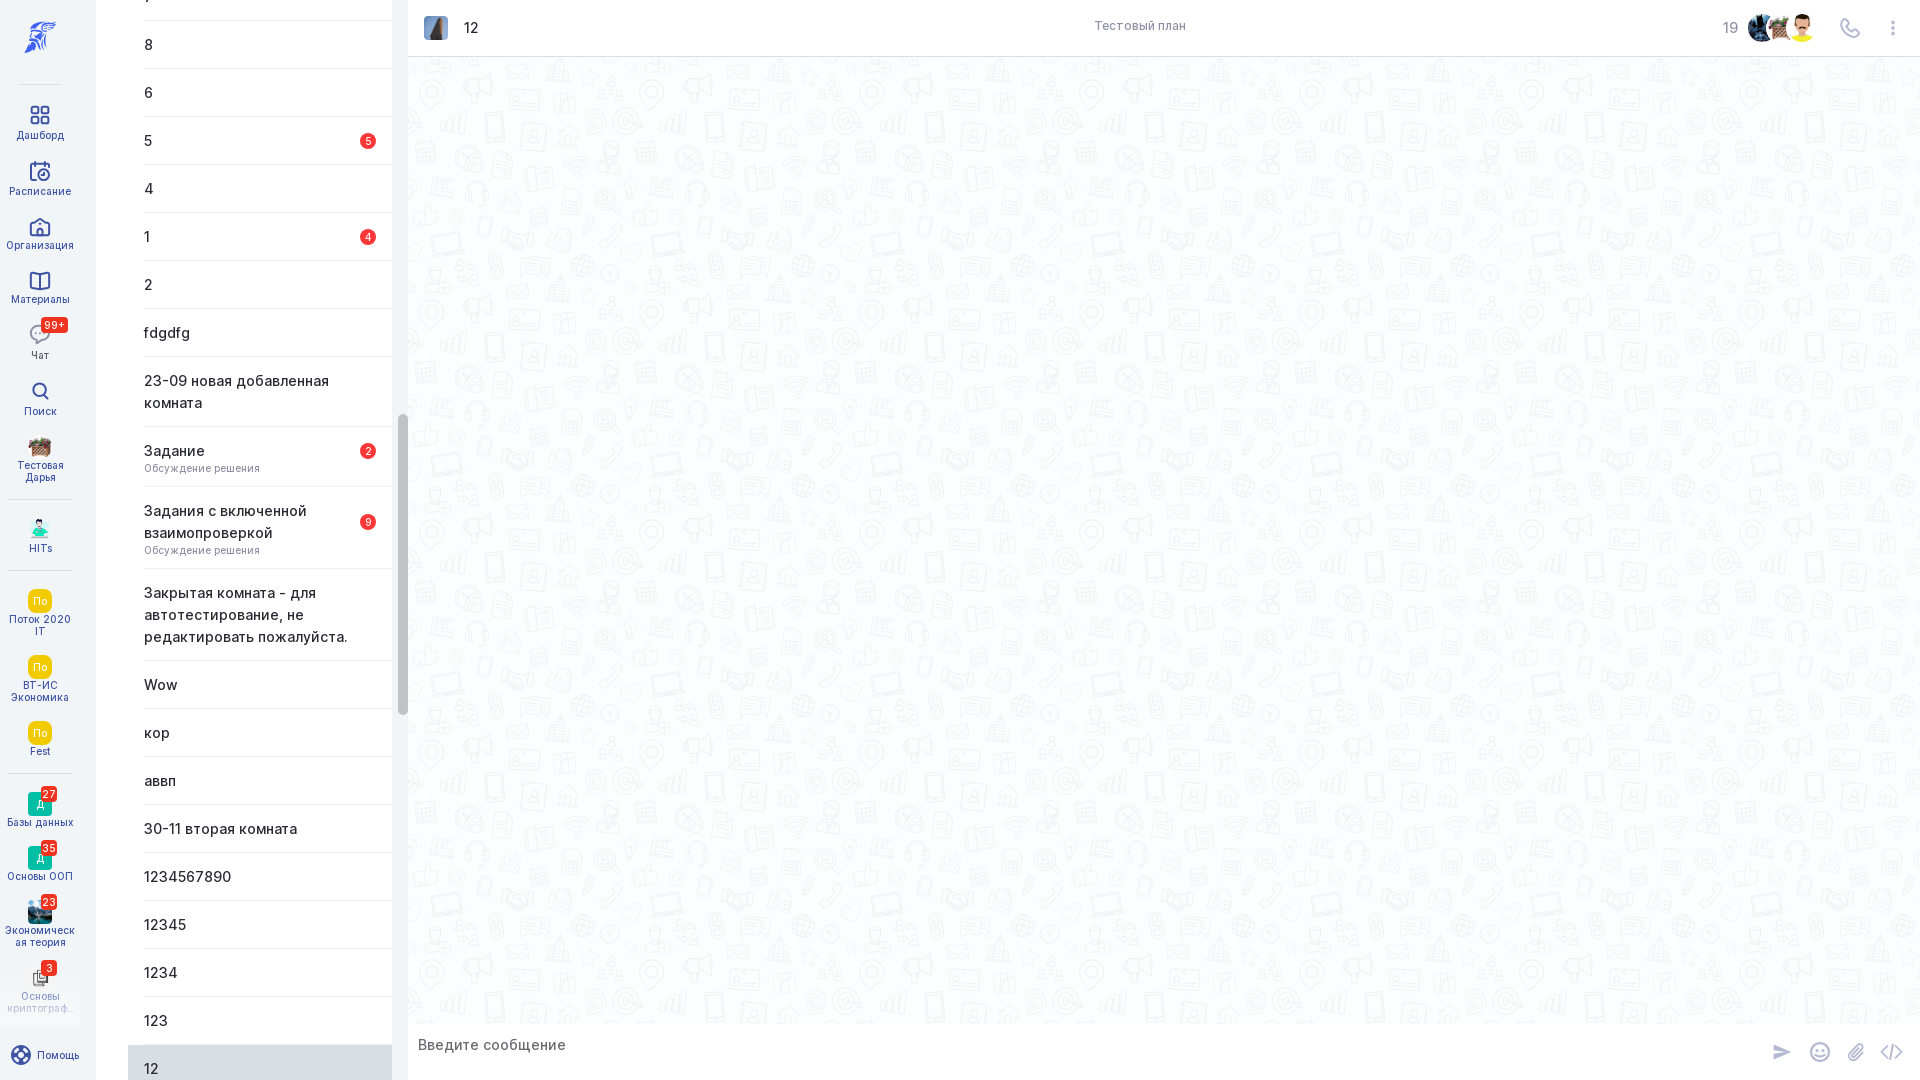 Дашборд
Расписание
Организация
Материалы
99+
Чат
Поиск
Тестовая
Дарья
HITs
По
Поток 2020
IT
По
ВТ-ИС
Экономика
По
Fest
27
Д
Базы данных
35
Д
Основы ООП
23
Экономическ
ая теория
3
Основы
криптограф...
Помощь
8
6
5
5
4
1
4
2
fdgdfg
23-09 новая добавленная
комната
Задание
2
Обсуждение решения
Задания с включенной
взаимопроверкой
9
Обсуждение решения
Закрытая комната - для
автотестирование, не
редактировать пожалуйста.
Wow
кор
аввп
30-11 вторая комната
1234567890
12345
1234
123
12
12
Тестовый план
19
Введите сообщение